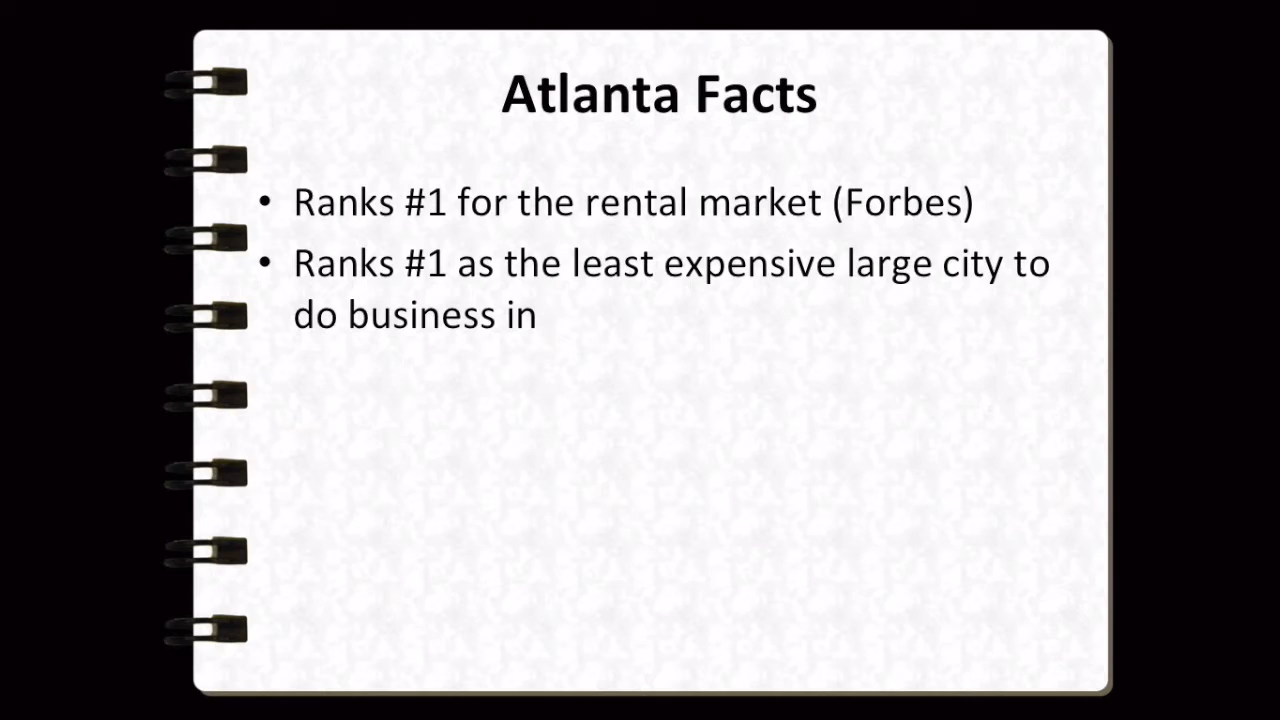 Atlanta Facts
• Ranks #1 for the rental market (Forbes)
• Ranks #1 as the least expensive large city to
do business in